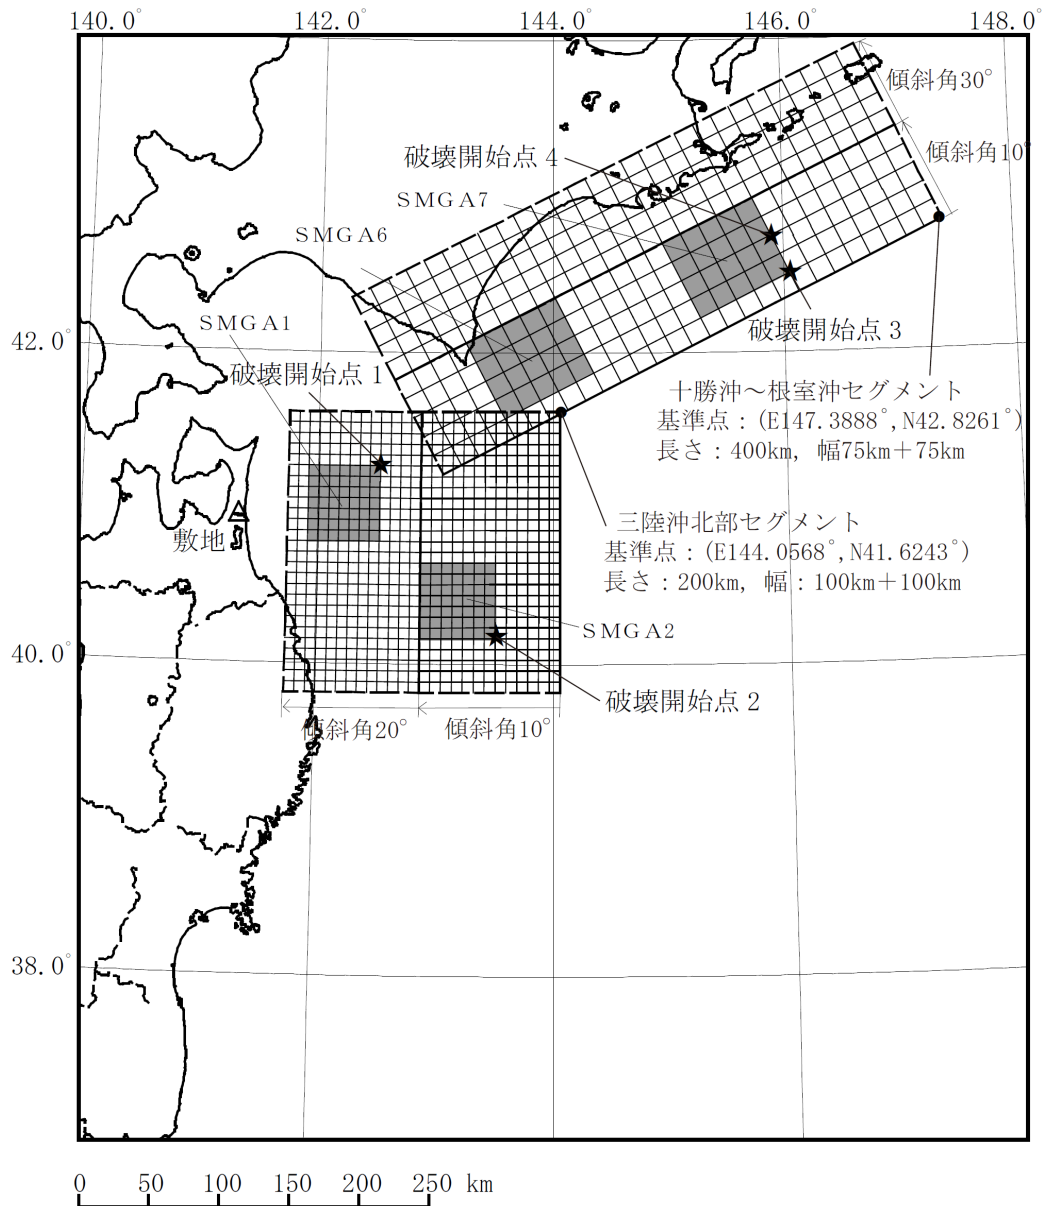 140.0°
142.0°
144.0°
146.0°
148.0°
傾斜角30°
傾斜角10°
破壊開始点4
SMGA7
SMGA6
SMGA1
42.0°
破壊開始点3
破壊開始点1
十勝沖～根室沖セグメント
基準点：(E147.3888°,N42.8261°)
長さ：400km, 幅75km＋75km
三陸沖北部セグメント
基準点：(E144.0568°,N41.6243°)
長さ：200km, 幅：100km＋100km
敷地
SMGA2
40.0°
破壊開始点2
傾斜角20°
傾斜角10°
38.0°
0 50 100 150 200 250 km